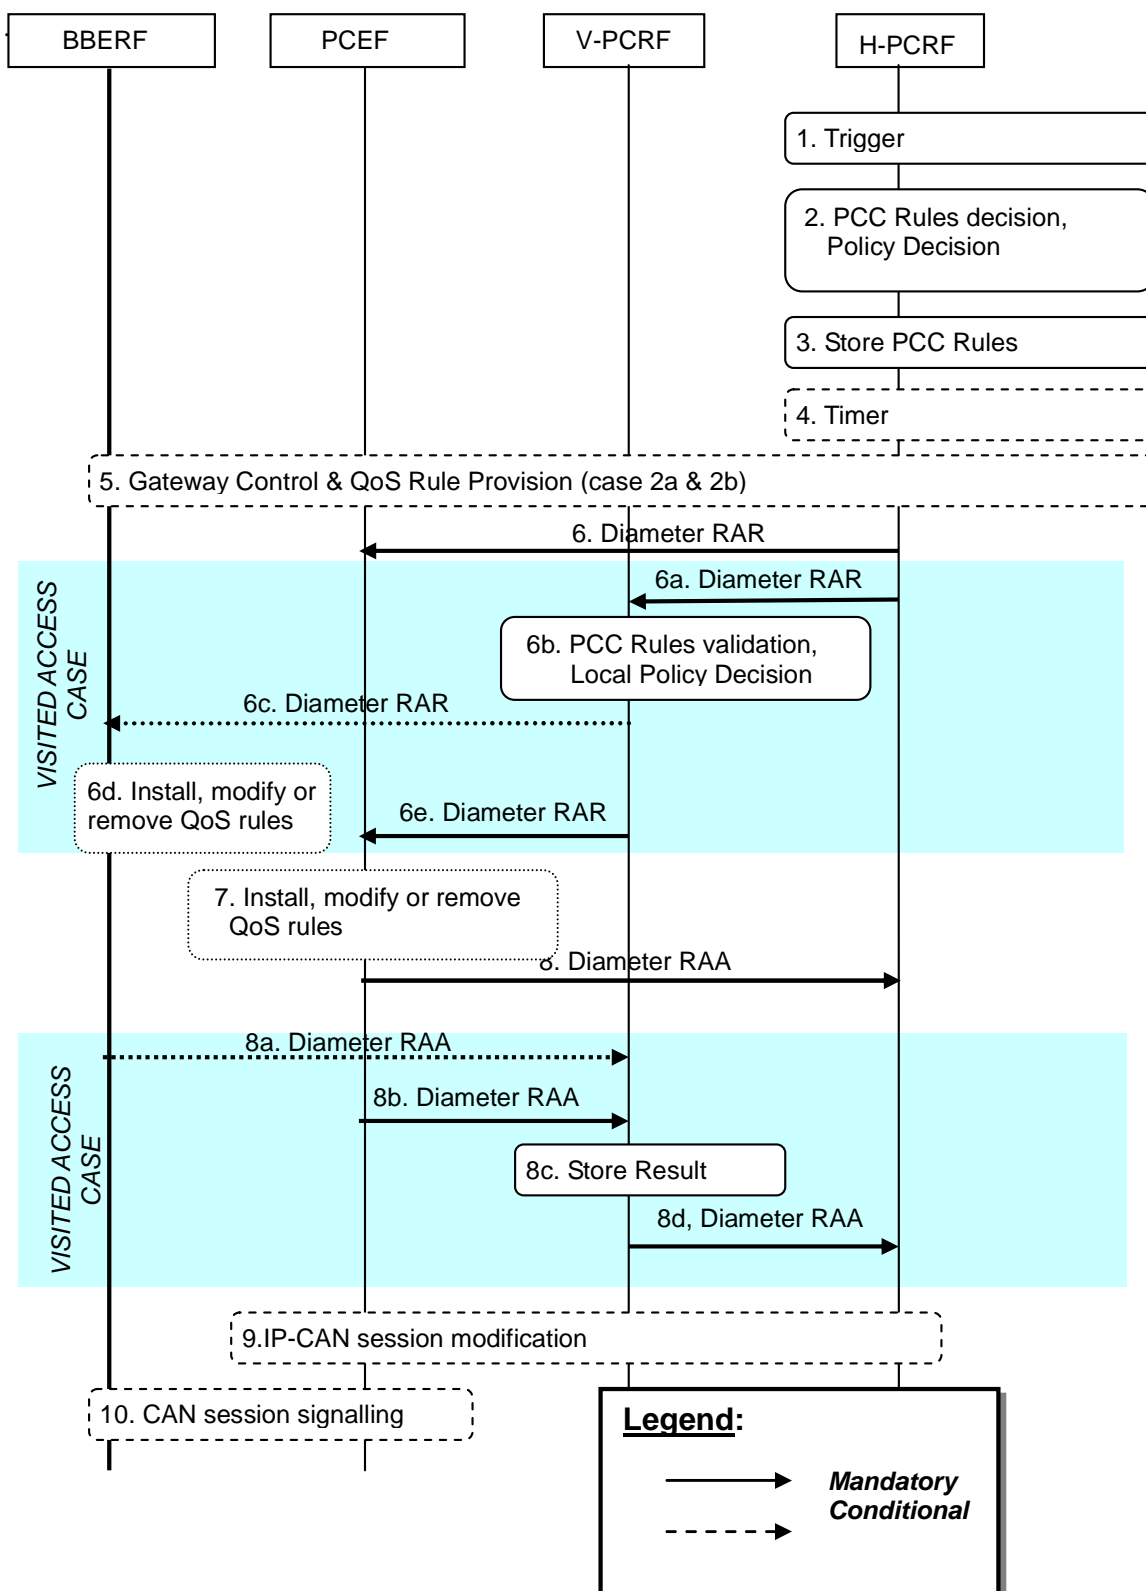 BBERF
PCEF
V-PCRF
H-PCRF
1. Trigger
2. PCC Rules decision,
Policy Decision
3. Store PCC Rules
4. Timer
5. Gateway Control & QoS Rule Provision (case 2a & 2b)
6. Diameter RAR
VISITED ACCESS
CASE
6a. Diameter RAR
6b. PCC Rules validation,
Local Policy Decision
6c. Diameter RAR
6d. Install, modify or
remove QoS rules
6e. Diameter RAR
7. Install, modify or remove
QoS rules
8. Diameter RAA
VISITED ACCESS
CASE
8a. Diameter RAA
8b. Diameter RAA
8c. Store Result
8d, Diameter RAA
9.IP-CAN session modification
10. CAN session signalling
Legend:
Mandatory
Conditional